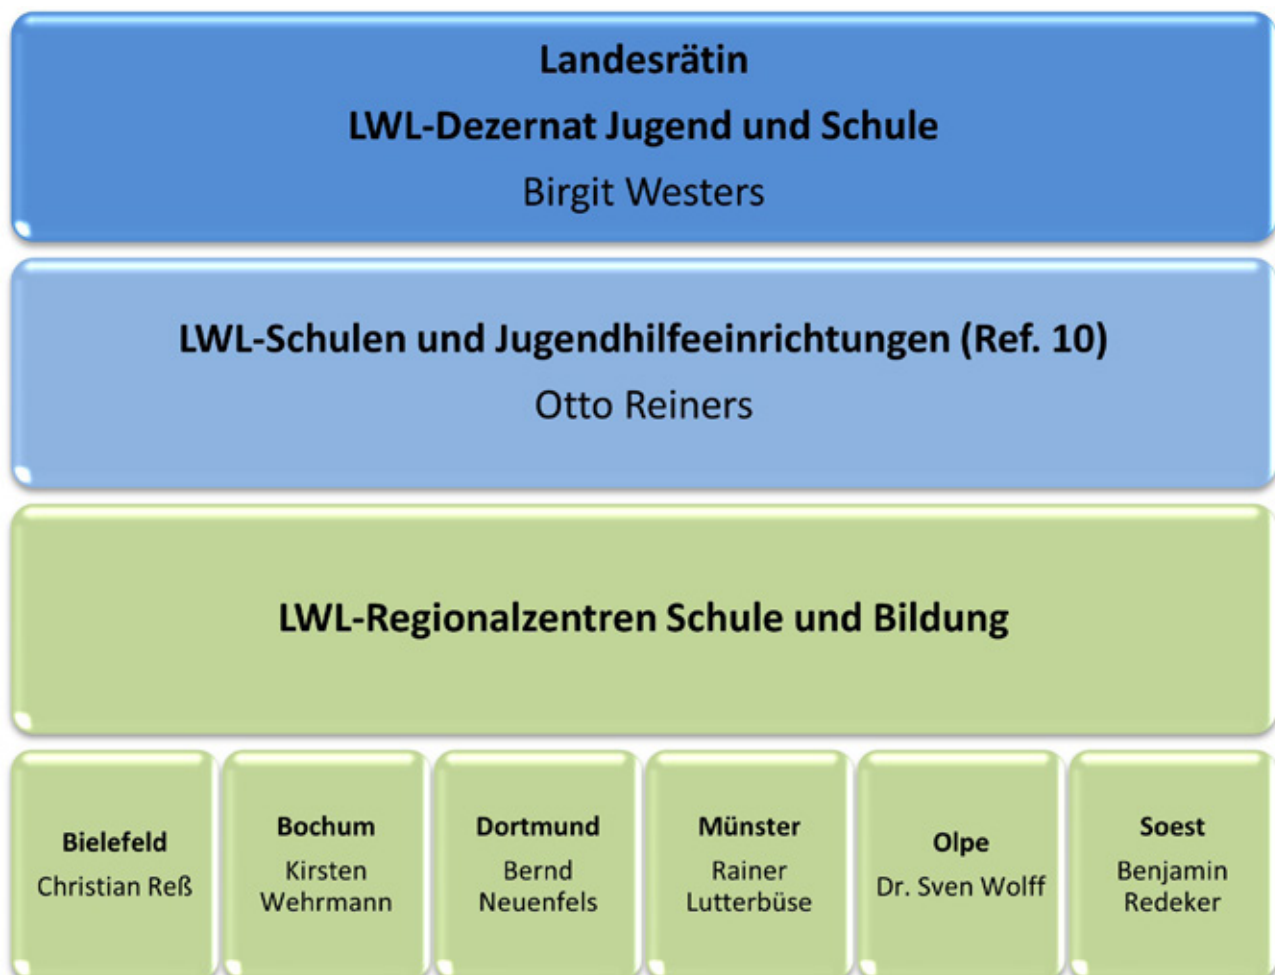 Landesrätin
LWL-Dezernat Jugend und Schule
Birgit Westers
LWL-Schulen und Jugendhilfeeinrichtungen (Ref. 10)
Otto Reiners
LWL-Regionalzentren Schule und Bildung
Bielefeld
Christian Reß
Bochum
Kirsten
Wehrmann
Dortmund
Bernd
Neuenfels
Münster
Rainer
Lutterbüse
Olpe
Dr. Sven Wolff
Soest
Benjamin
Redeker